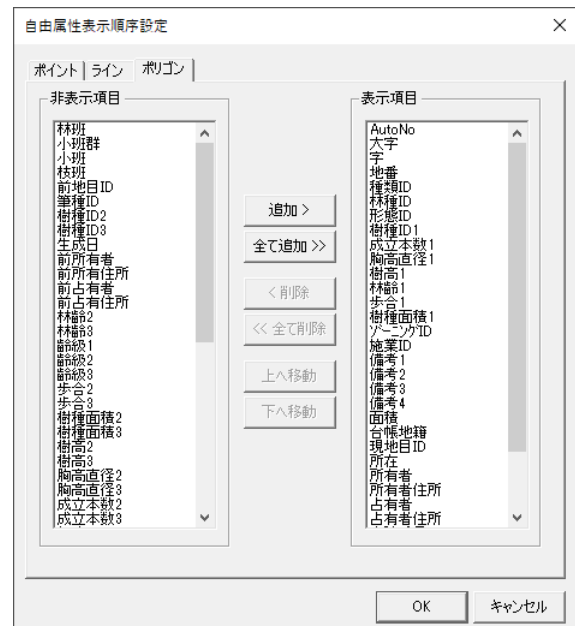 自由属性表示順序設定
ポイント
ライン
ポリゴン
非表示項目
林班
小班群
小班
枝班
前地目ID
筆種ID
樹種ID2
樹種ID3
生成日
前所有者
前所有住所
前占有者
前占有住所
林齢2
林齢3
齢級1
齢級2
齢級3
歩合2
歩合3
樹種面積2
樹種面積3
樹高2
樹高3
胸高直径2
胸高直径3
成立本数2
成立本数3
追加 >
全て追加 >>
< 削除
<< 全て削除
上へ移動
下へ移動
表示項目
AutoNo
大字
字
地番
種類ID
林種ID
形態ID
樹種ID1
成立本数1
胸高直径1
樹高1
林齢1
歩合1
樹種面積1
ゾーニングID
施業ID
備考1
備考2
備考3
備考4
面積
台帳地籍
現地目ID
所在
所有者
所有者住所
占有者
占有者住所
OK
キャンセル